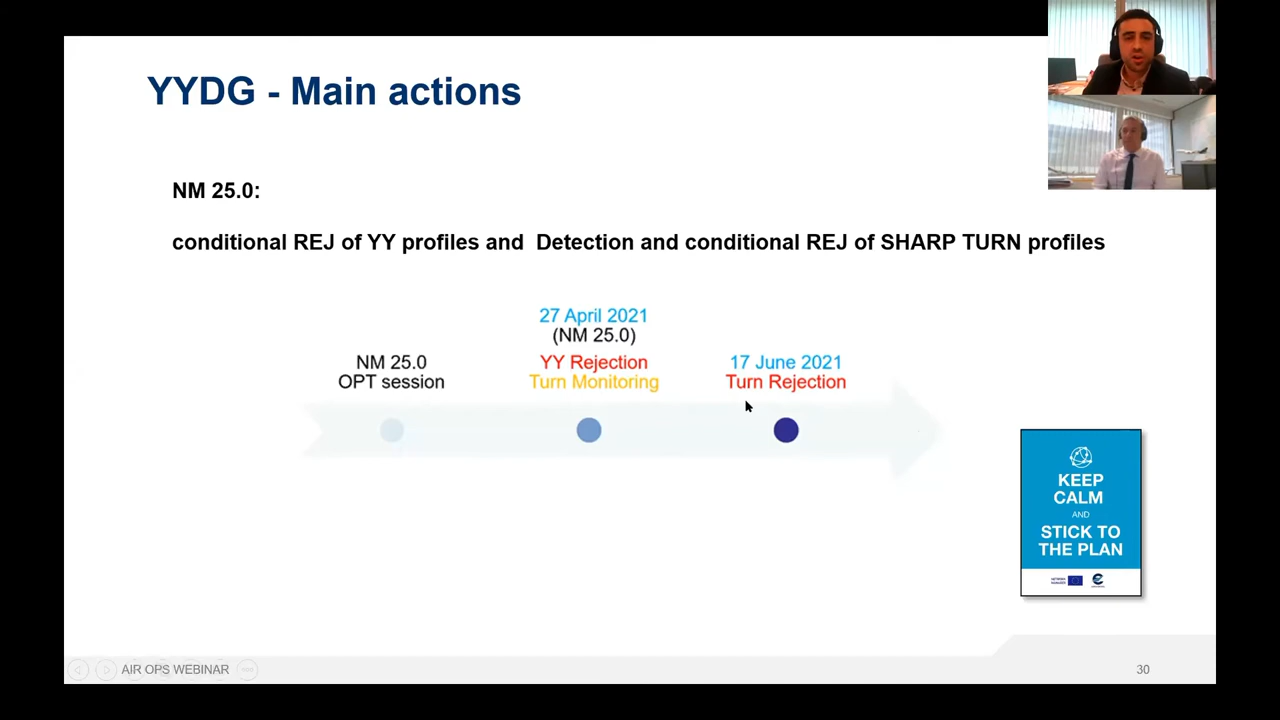 YYDG - Main actions
NM 25.0:
conditional REJ of YY profiles and  Detection and conditional REJ of SHARP TURN profiles
NM 25.0
OPT session
27 April 2021
(NM 25.0)
YY Rejection
Turn Monitoring
17 June 2021
Turn Rejection
KEEP
CALM
AND
STICK TO
THE PLAN
NETWORK
MANAGER
AIR OPS WEBINAR
30